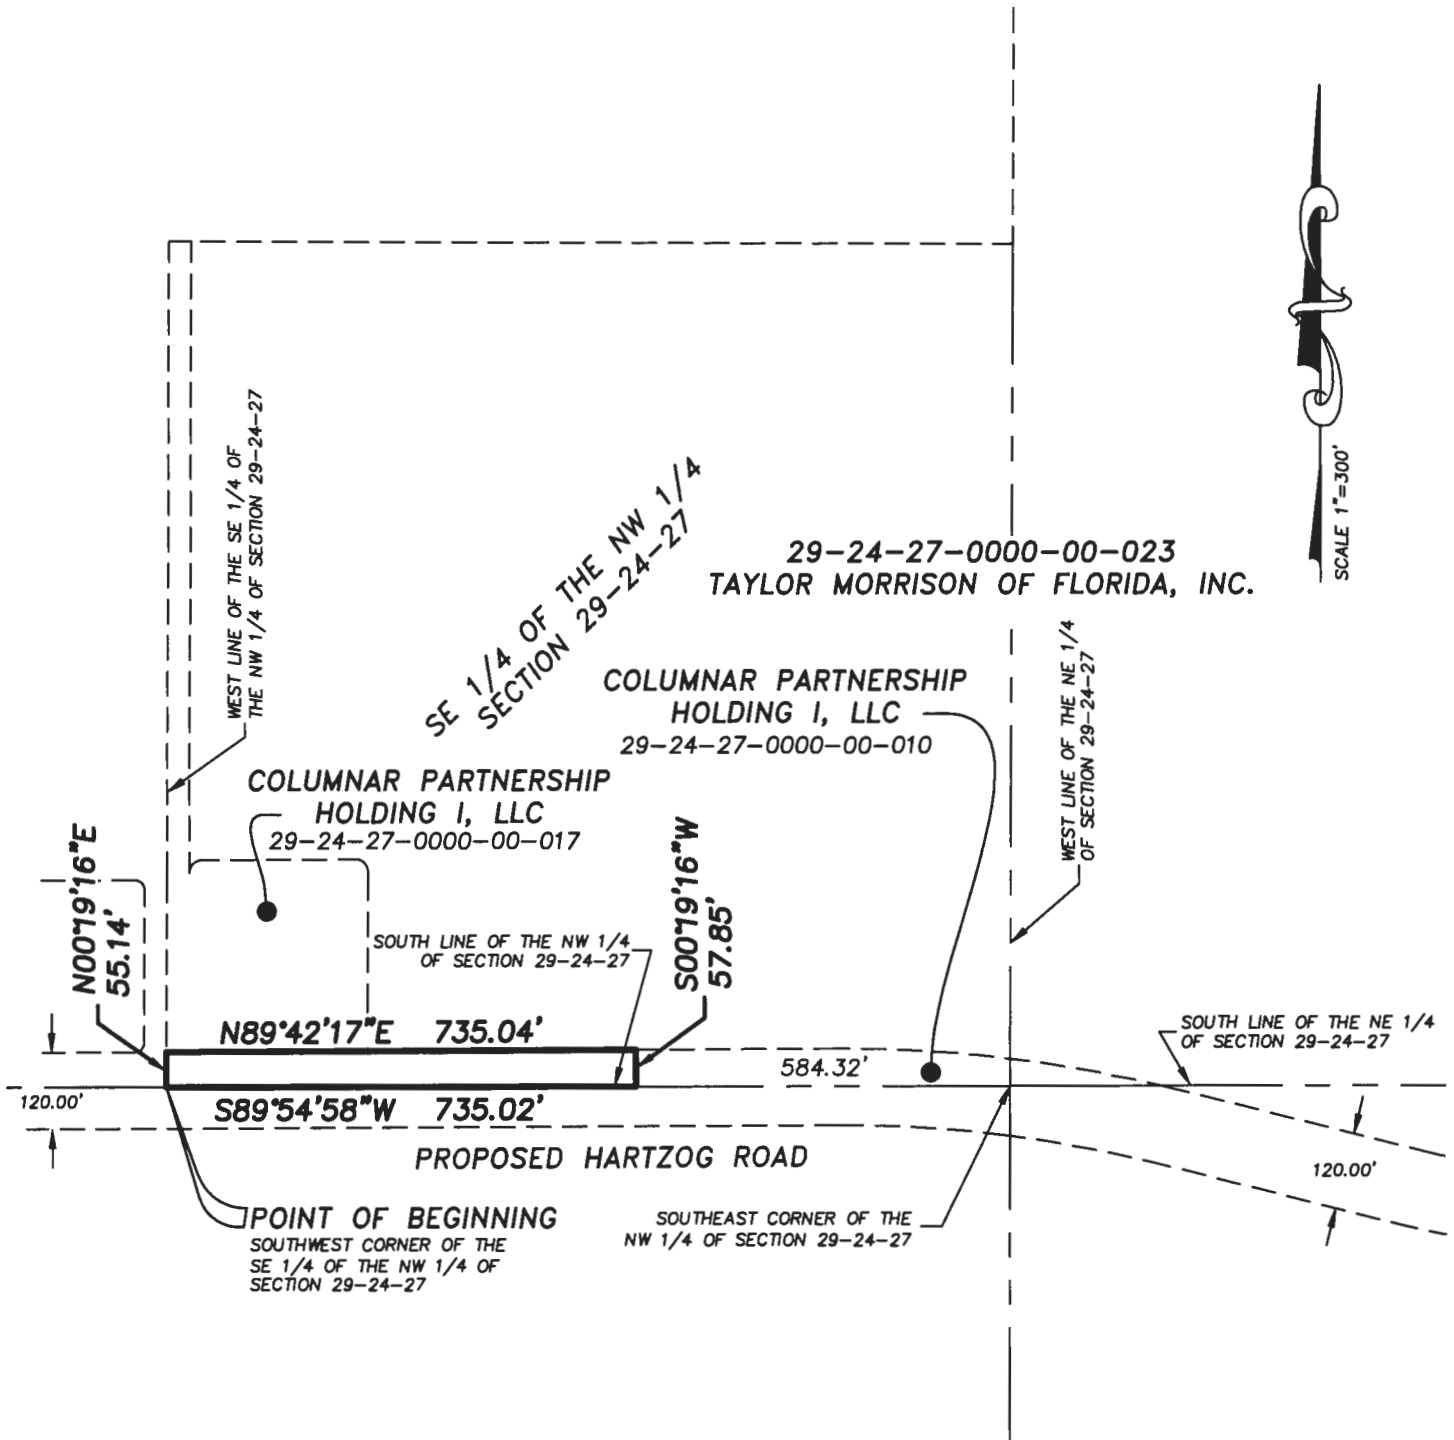 SCALE 1"=300'
WEST LINE OF THE SE 1/4 OF
THE NW 1/4 OF SECTION 29-24-27
SE 1/4 OF THE NW 1/4
SECTION 29-24-27
29-24-27-0000-00-023
TAYLOR MORRISON OF FLORIDA, INC.
WEST LINE OF THE NE 1/4
OF SECTION 29-24-27
COLUMNAR PARTNERSHIP
HOLDING I, LLC
29-24-27-0000-00-010
COLUMNAR PARTNERSHIP
HOLDING I, LLC
29-24-27-0000-00-017
N00°19'16"E
55.14'
S00°19'16"W
57.85'
SOUTH LINE OF THE NW 1/4
OF SECTION 29-24-27
N89°42'17"E 735.04'
584.32'
SOUTH LINE OF THE NE 1/4
OF SECTION 29-24-27
120.00'
S89°54'58"W 735.02'
PROPOSED HARTZOG ROAD
120.00'
POINT OF BEGINNING
SOUTHWEST CORNER OF THE
SE 1/4 OF THE NW 1/4 OF
SECTION 29-24-27
SOUTHEAST CORNER OF THE
NW 1/4 OF SECTION 29-24-27